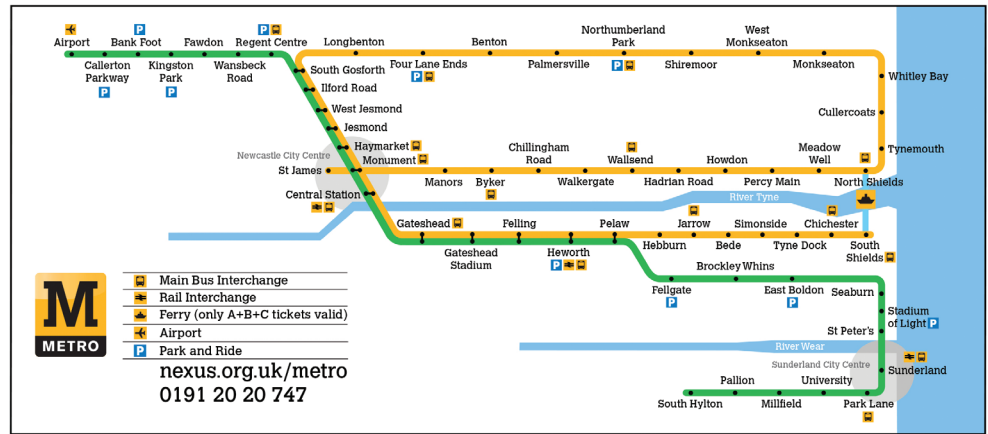 Airport
Bank Foot
Fawdon
Regent Centre
Callerton
Parkway
Kingston
Park
Wansbeck
Road
Longbenton
Four Lane Ends
Benton
Palmersville
Northumberland
Park
Shiremoor
West
Monkseaton
Monkseaton
Whitley Bay
Cullercoats
Tynemouth
South Gosforth
Ilford Road
West Jesmond
Jesmond
Haymarket
Newcastle City Centre
Monument
St James
Central Station
Manors
Byker
Chillingham
Road
Walkergate
Wallsend
Hadrian Road
Howdon
Percy Main
Meadow
Well
North Shields
River Tyne
Gateshead
Gateshead
Stadium
Felling
Heworth
Pelaw
Hebburn
Jarrow
Bede
Simonside
Tyne Dock
Chichester
South
Shields
Fellgate
Brockley Whins
East Boldon
Seaburn
Stadium
of Light
St Peter's
River Wear
Sunderland City Centre
Sunderland
Park Lane
University
Millfield
Pallion
South Hylton
M
METRO
Main Bus Interchange
Rail Interchange
Ferry (only A+B+C tickets valid)
Airport
P Park and Ride
nexus.org.uk/metro
0191 20 20 747